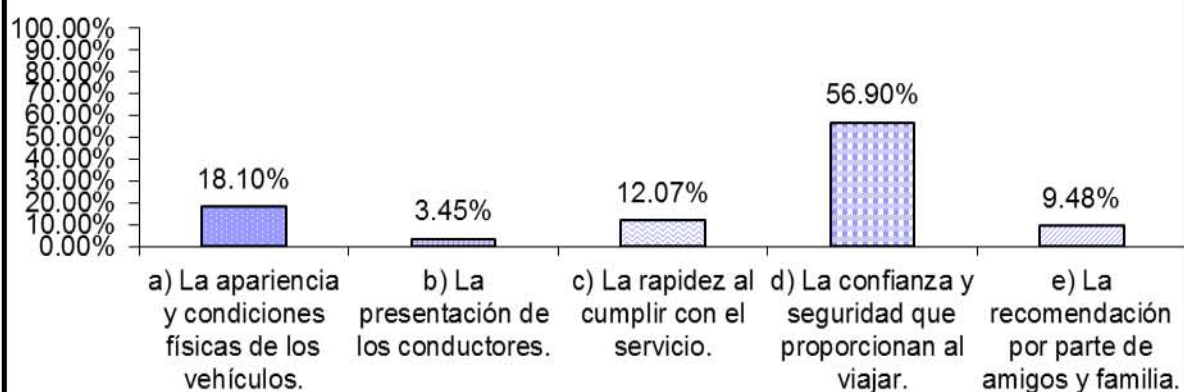 100.00%
90.00%
80.00%
70.00%
60.00%
50.00%
40.00%
30.00%
20.00%
10.00%
0.00%
18.10%
3.45%
12.07%
56.90%
9.48%
a) La apariencia
y condiciones
físicas de los
vehículos.
b) La
presentación de
los conductores.
c) La rapidez al
cumplir con el
servicio.
d) La confianza y
seguridad que
proporcionan al
viajar.
e) La
recomendación
por parte de
amigos y familia.